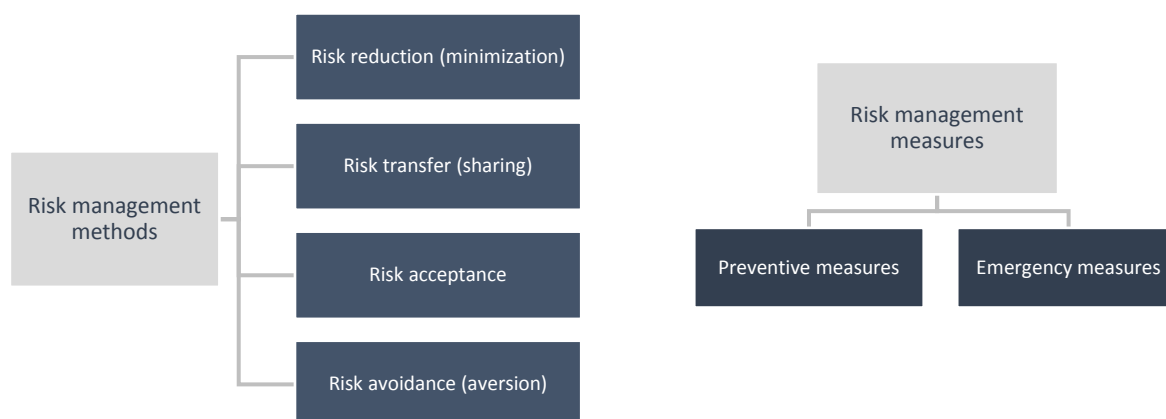 Risk management
methods
Risk reduction (minimization)
Risk transfer (sharing)
Risk acceptance
Risk avoidance (aversion)
Risk management
measures
Preventive measures
Emergency measures